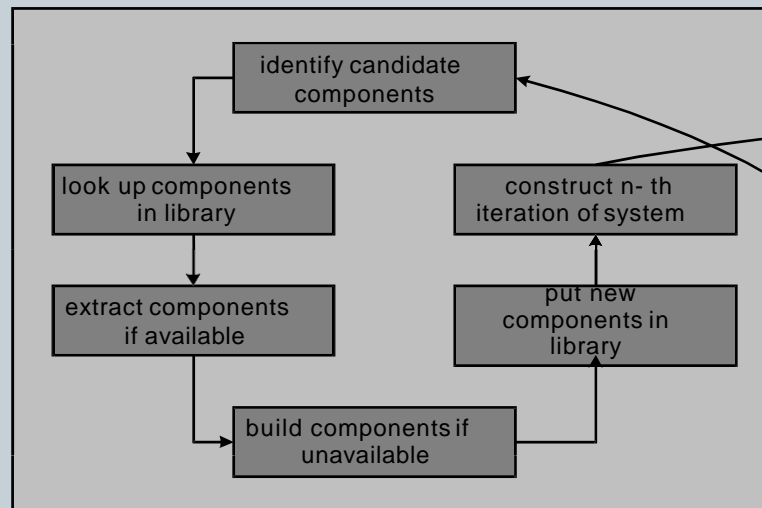 identify candidate
components
look up components
in library
extract components
if available
build components if
unavailable
put new
components in
library
construct n- th
iteration of system